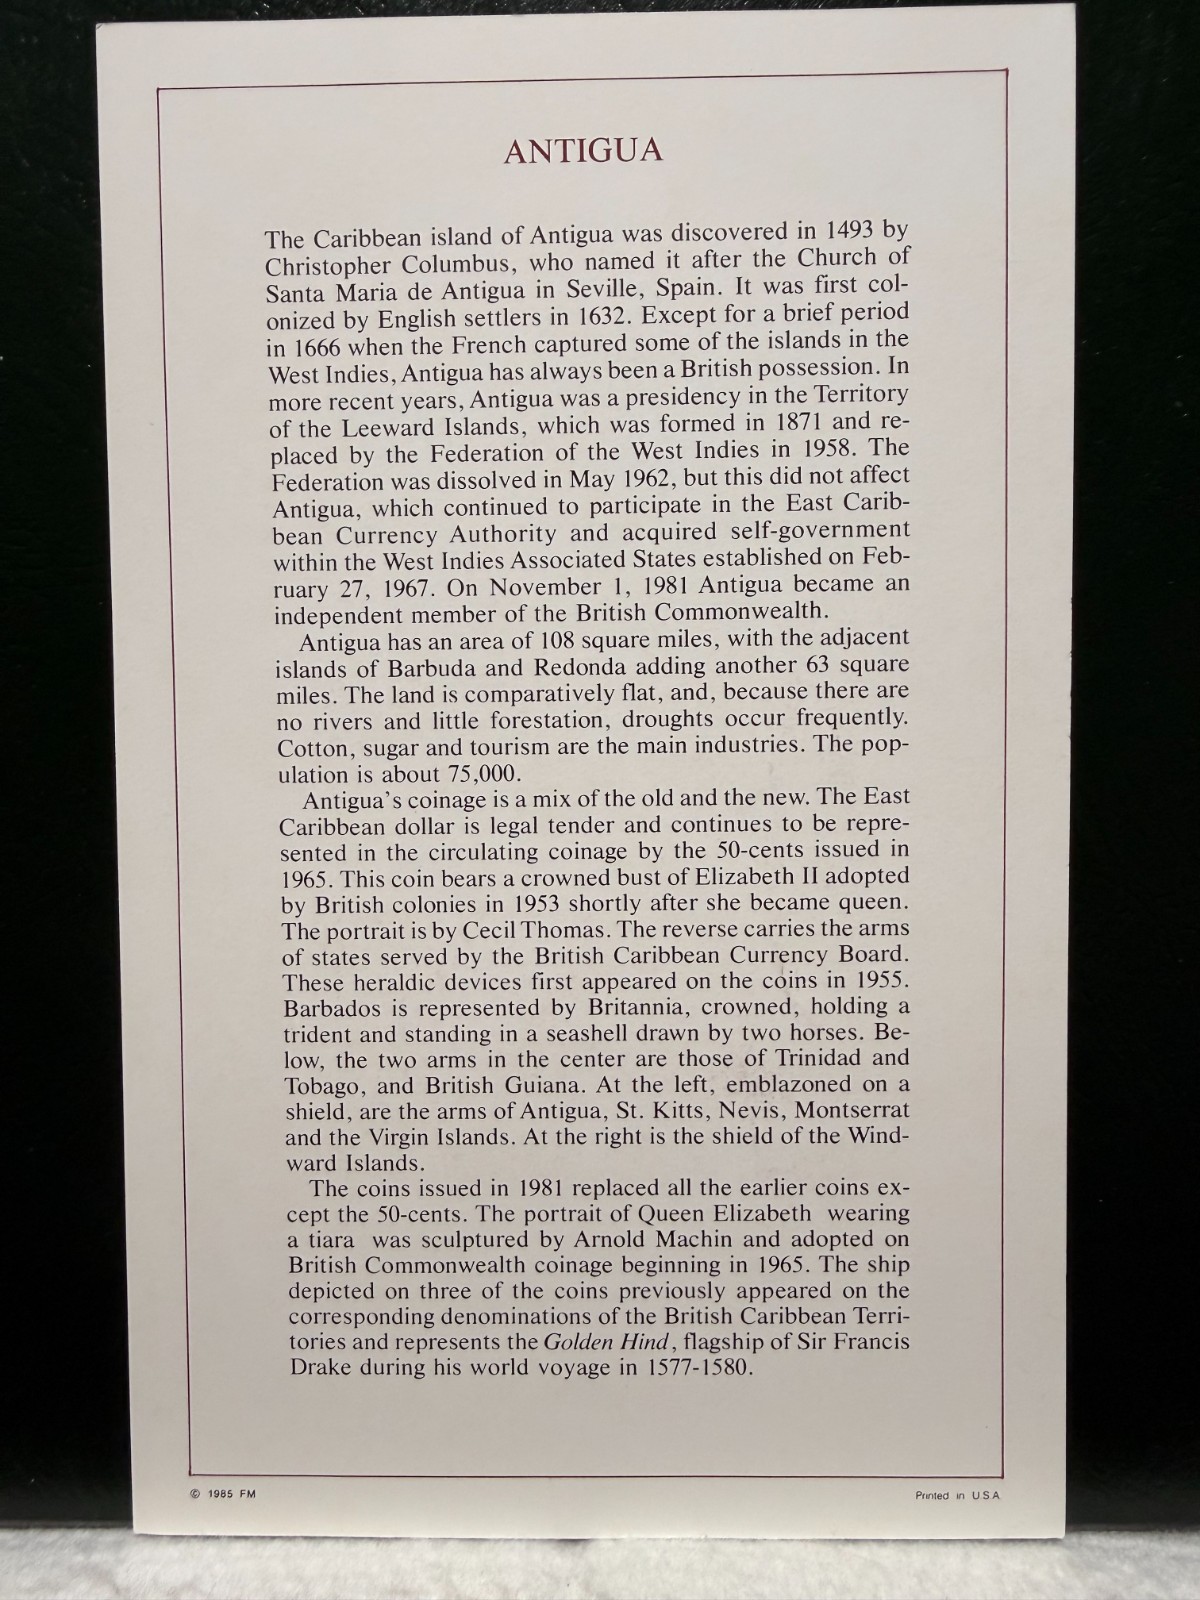 ANTIGUA
The Caribbean island of Antigua was discovered in 1493 by
Christopher Columbus, who named it after the Church of
Santa Maria de Antigua in Seville, Spain. It was first col-
onized by English settlers in 1632. Except for a brief period
in 1666 when the French captured some of the islands in the
West Indies, Antigua has always been a British possession. In
more recent years, Antigua was a presidency in the Territory
of the Leeward Islands, which was formed in 1871 and re-
placed by the Federation of the West Indies in 1958. The
Federation was dissolved in May 1962, but this did not affect
Antigua, which continued to participate in the East Carib-
bean Currency Authority and acquired self-government
within the West Indies Associated States established on Feb-
ruary 27, 1967. On November 1, 1981 Antigua became an
independent member of the British Commonwealth.
Antigua has an area of 108 square miles, with the adjacent
islands of Barbuda and Redonda adding another 63 square
miles. The land is comparatively flat, and, because there are
no rivers and little forestation, droughts occur frequently.
Cotton, sugar and tourism are the main industries. The pop-
ulation is about 75,000.
Antigua's coinage is a mix of the old and the new. The East
Caribbean dollar is legal tender and continues to be repre-
sented in the circulating coinage by the 50-cents issued in
1965. This coin bears a crowned bust of Elizabeth II adopted
by British colonies in 1953 shortly after she became queen.
The portrait is by Cecil Thomas. The reverse carries the arms
of states served by the British Caribbean Currency Board.
These heraldic devices first appeared on the coins in 1955.
Barbados is represented by Britannia, crowned, holding a
trident and standing in a seashell drawn by two horses. Be-
low, the two arms in the center are those of Trinidad and
Tobago, and British Guiana. At the left, emblazoned on a
shield, are the arms of Antigua, St. Kitts, Nevis, Montserrat
and the Virgin Islands. At the right is the shield of the Wind-
ward Islands.
The coins issued in 1981 replaced all the earlier coins ex-
cept the 50-cents. The portrait of Queen Elizabeth wearing
a tiara was sculptured by Arnold Machin and adopted on
British Commonwealth coinage beginning in 1965. The ship
depicted on three of the coins previously appeared on the
corresponding denominations of the British Caribbean Terri-
tories and represents the Golden Hind, flagship of Sir Francis
Drake during his world voyage in 1577-1580.
© 1985 FM
Printed in U.S.A.